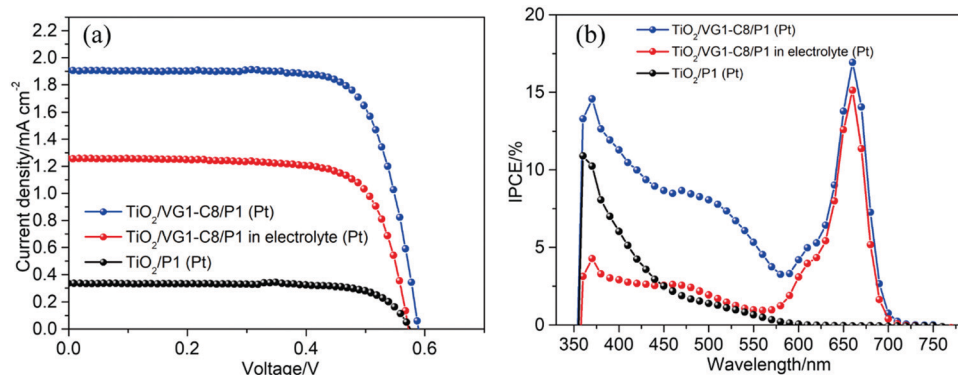 (a)
Current density/mA cm⁻²
2.2
2.0
1.8
1.6
1.4
1.2
1.0
0.8
0.6
0.4
0.2
0.0
TiO₂/VG1-C8/P1 (Pt)
TiO₂/VG1-C8/P1 in electrolyte (Pt)
TiO₂/P1 (Pt)
0.0 0.2 0.4 0.6
Voltage/V
(b)
IPCE/%
20
15
10
5
0
TiO₂/VG1-C8/P1 (Pt)
TiO₂/VG1-C8/P1 in electrolyte (Pt)
TiO₂/P1 (Pt)
350 400 450 500 550 600 650 700 750
Wavelength/nm